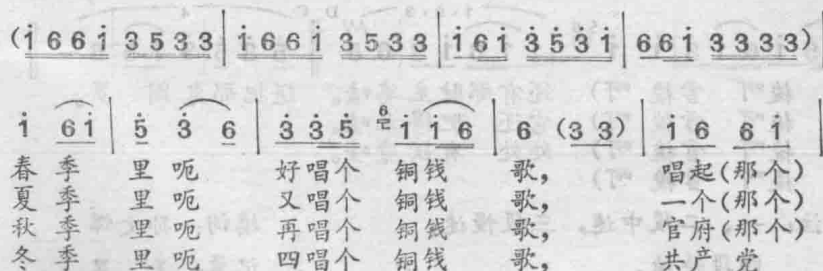 (i 6 6 i 3 5 3 3 | i 6 6 i 3 5 3 3 | i 6 i 3 5 3 i | 6 6 i 3 3 3 3)
i 6 i | 5 3 6 | 3 3 5 6 i i 6 | 6 (3 3) | i 6 6 i |
春季 里呃 好唱个 铜钱 歌, 唱起(那个)
夏季 里呃 又唱个 铜钱 歌, 一个(那个)
秋季 里呃 再唱个 铜钱 歌, 官府(那个)
冬季 里呃 四唱个 铜钱 歌, 共产党